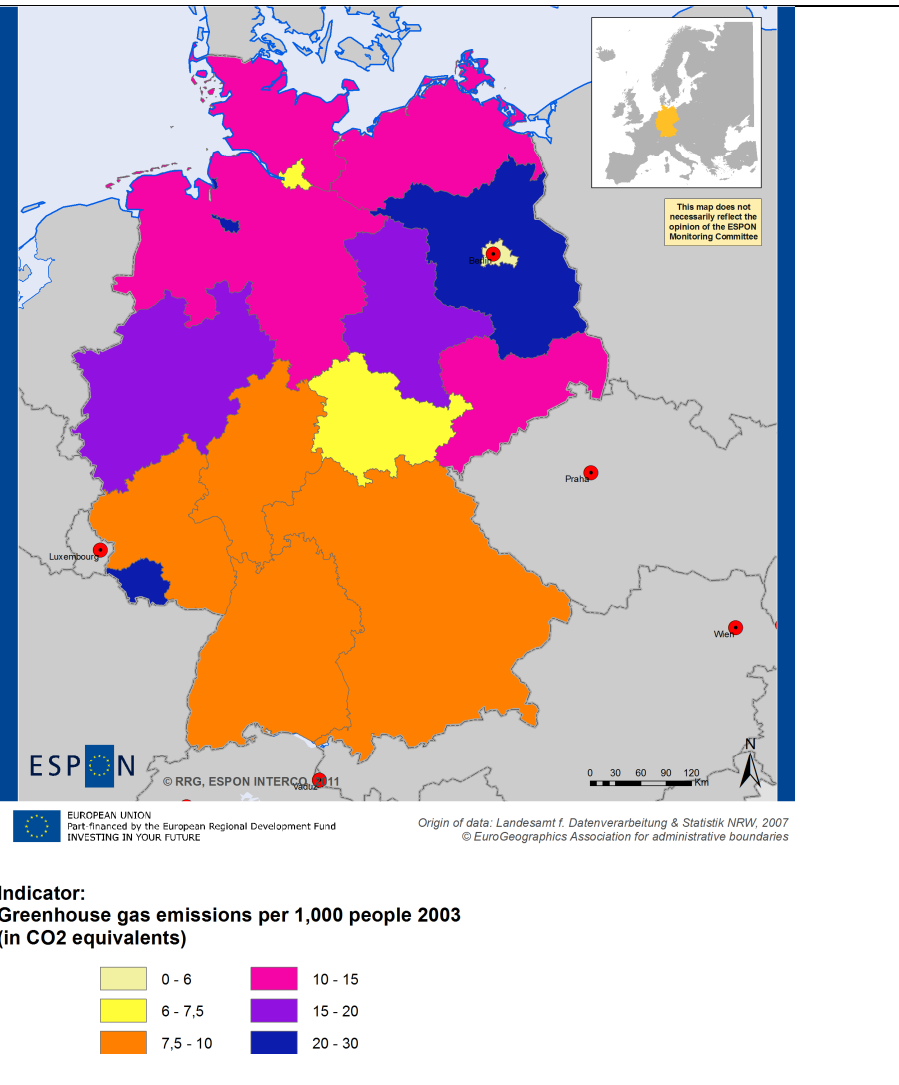 This map does not
necessarily reflect the
opinion of the ESPON
Monitoring Committee
Berlin
Praha
Luxembourg
Wien
N
ESPON
© RRG, ESPON INTERCO, 2011
Vaduz
0 30 60 90 120
Km
EUROPEAN UNION
Part-financed by the European Regional Development Fund
INVESTING IN YOUR FUTURE
Origin of data: Landesamt f. Datenverarbeitung & Statistik NRW, 2007
© EuroGeographics Association for administrative boundaries
Indicator:
Greenhouse gas emissions per 1,000 people 2003
(in CO2 equivalents)
0 - 6
6 - 7,5
7,5 - 10
10 - 15
15 - 20
20 - 30